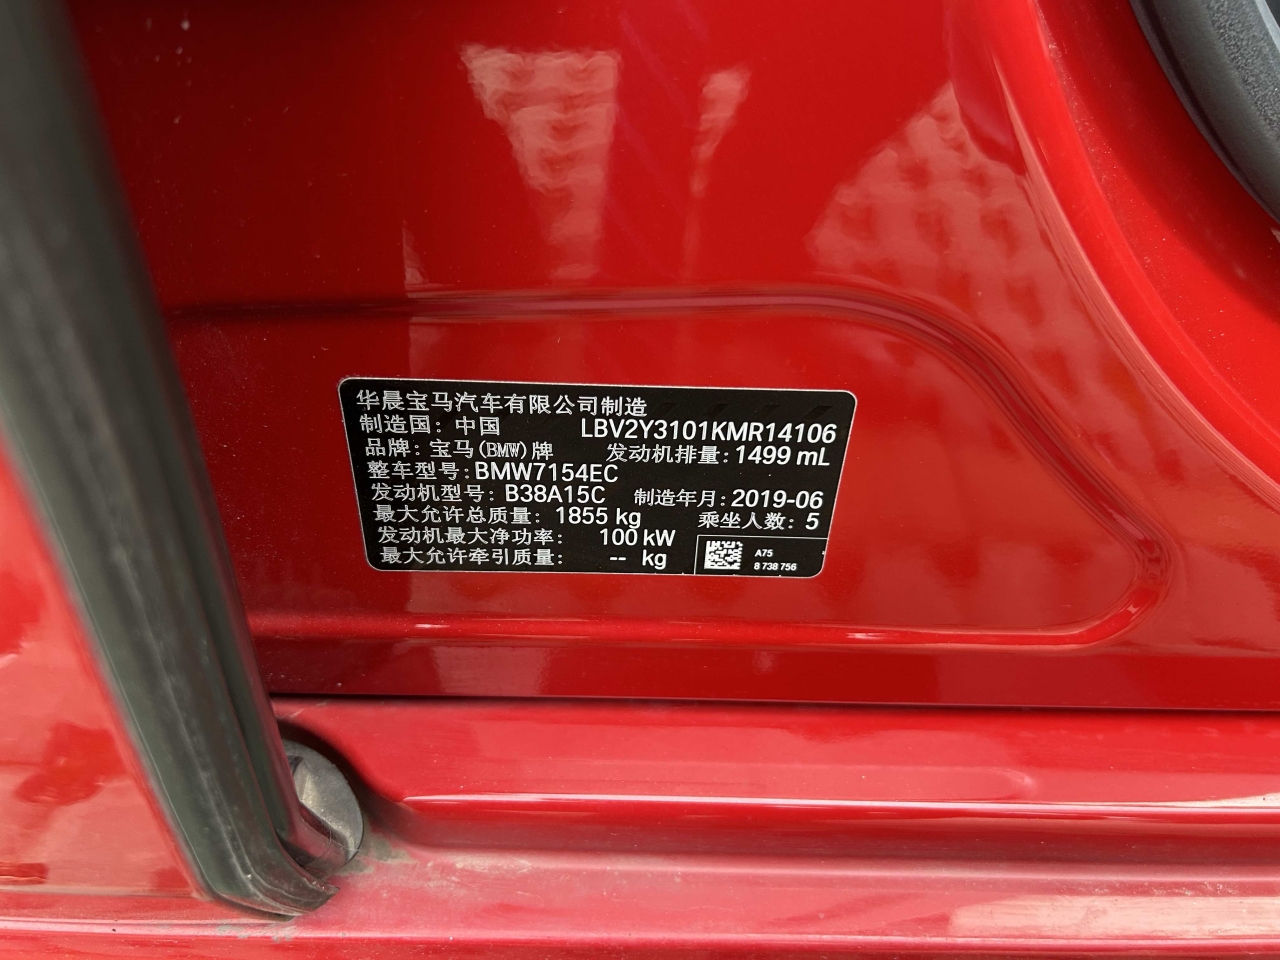 华晨宝马汽车有限公司制造
制造国：中国 LBV2Y3101KMR14106
品牌：宝马(BMW)牌 发动机排量：1499 mL
整车型号：BMW7154EC
发动机型号：B38A15C 制造年月：2019-06
最大允许总质量：1855 kg 乘坐人数：5
发动机最大净功率：100 kW
最大允许牵引质量：-- kg
A75
8 738 756